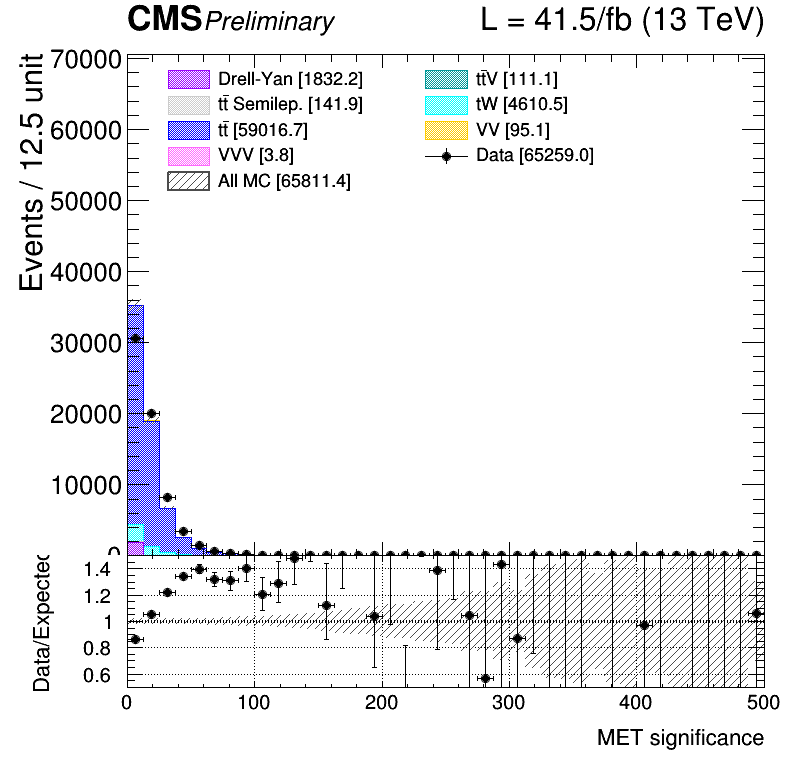 CMS Preliminary L = 41.5/fb (13 TeV)
Events / 12.5 unit
70000
60000
50000
40000
30000
20000
10000
0
Drell-Yan [1832.2]
tt̄ Semilep. [141.9]
tt̄ [59016.7]
VVV [3.8]
All MC [65811.4]
tt̄V [111.1]
tW [4610.5]
VV [95.1]
Data [65259.0]
Data/Expected
1.4
1.2
1
0.8
0.6
0 100 200 300 400 500
MET significance